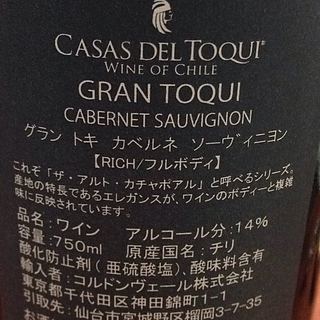 CASAS DEL TOQUI®
WINE OF CHILE
GRAN TOQUI
CABERNET SAUVIGNON
グラン トキ カベルネ ソーヴィニヨン
【RICH/フルボディ】
これぞ「ザ・アルト・カチャポアル」と呼べるシリーズ。
産地の特長であるエレガンスが、ワインのボディーと複雑
味に反映されています。
品名：ワイン アルコール分：14%
容量：750ml 原産国名：チリ
酸化防止剤(亜硫酸塩)、酸味料含有
輸入者：コルドンヴェール株式会社
東京都千代田区神田錦町1－1
引取先：仙台市宮城野区榴岡3-7-35